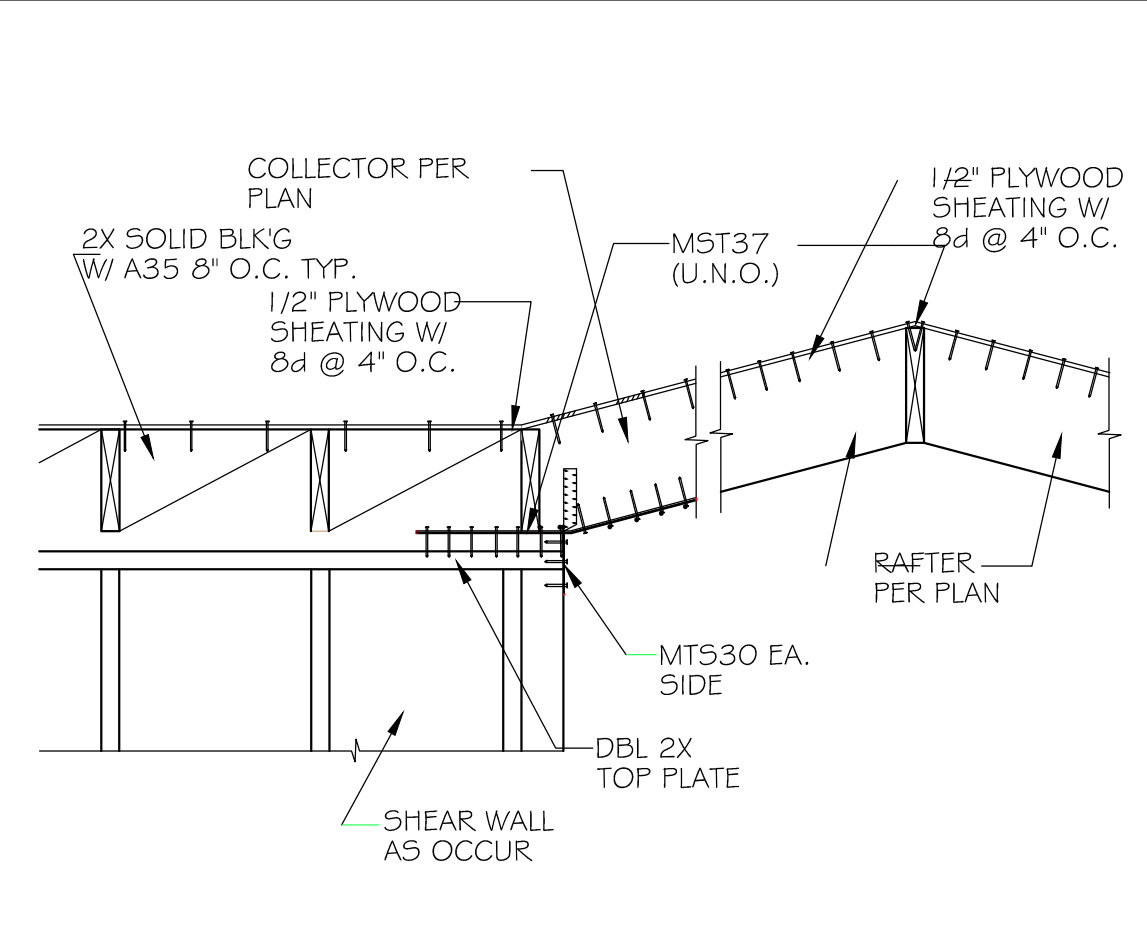 COLLECTOR PER
PLAN
1/2" PLYWOOD
SHEATING W/
8d @ 4" O.C.
2X SOLID BLK'G
W/ A35 8" O.C. TYP.
MST37
(U.N.O.)
1/2" PLYWOOD
SHEATING W/
8d @ 4" O.C.
RAFTER
PER PLAN
MTS30 EA.
SIDE
DBL 2X
TOP PLATE
SHEAR WALL
AS OCCUR